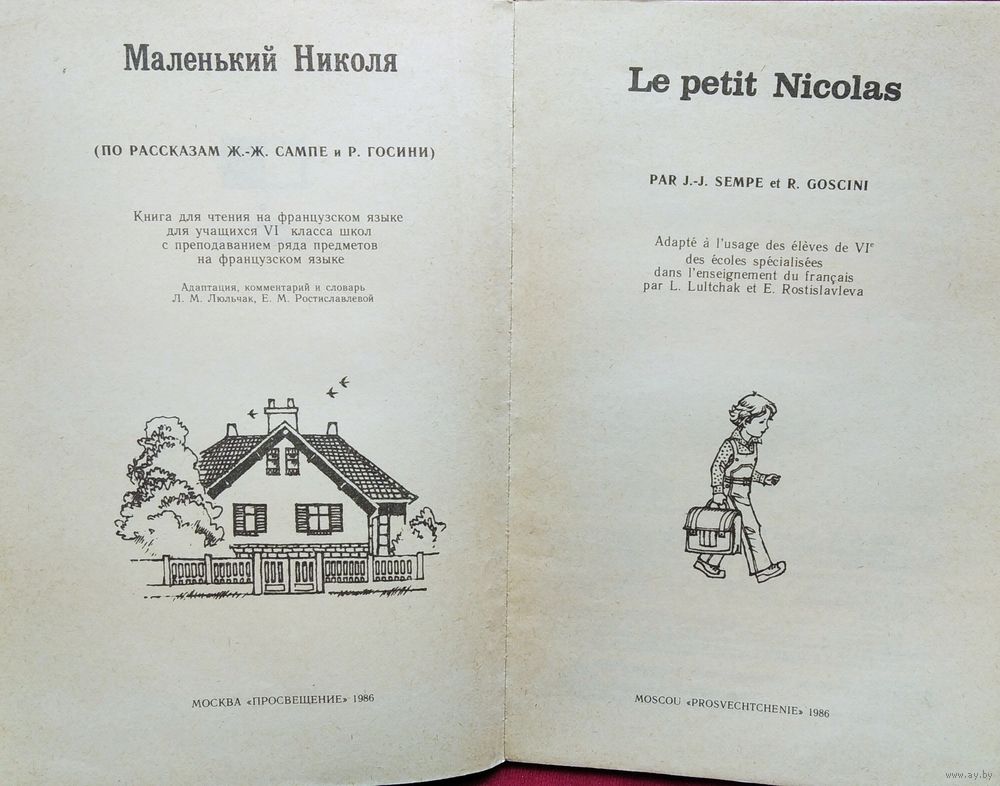 Маленький Николя
(ПО РАССКАЗАМ Ж.-Ж. САМПЕ и Р. ГОСИНИ)
Книга для чтения на французском языке
для учащихся VI класса школ
с преподаванием ряда предметов
на французском языке
Адаптация, комментарий и словарь
Л. М. Люльчак, Е. М. Ростиславлевой
МОСКВА «ПРОСВЕЩЕНИЕ» 1986
Le petit Nicolas
PAR J.-J. SEMPE et R. GOSCINI
Adapté à l'usage des élèves de VIe
des écoles spécialisées
dans l'enseignement du français
par L. Lultchak et E. Rostislavleva
MOSCOU «PROSVECHTCHENIE» 1986
www.ay.by